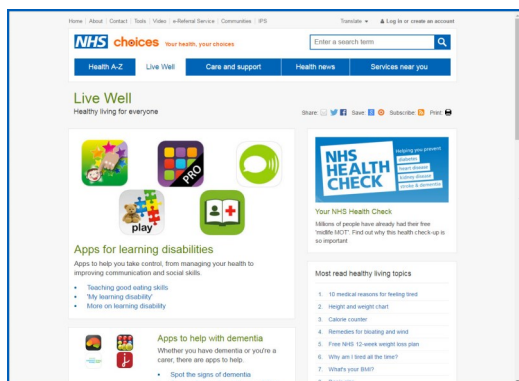 Home | About | Contact | Tools | Video | e-Referral Service | Communities | IPS
Translate
Log in or create an account
NHS choices Your health, your choices
Enter a search term
Health A-Z
Live Well
Care and support
Health news
Services near you
Live Well
Healthy living for everyone
Share:
Save:
Subscribe:
Print:
PRO
play
Apps for learning disabilities
Apps to help you take control, from managing your health to
improving communication and social skills.
• Teaching good eating skills
• 'My learning disability'
• More on learning disability
Apps to help with dementia
Whether you have dementia or you're a
carer, there are apps to help.
• Spot the signs of dementia
NHS
HEALTH
CHECK
Helping you prevent
diabetes
heart disease
kidney disease
stroke & dementia
Your NHS Health Check
Millions of people have already had their free
'midlife MOT'. Find out why this health check-up is
so important
Most read healthy living topics
1. 10 medical reasons for feeling tired
2. Height and weight chart
3. Calorie counter
4. Remedies for bloating and wind
5. Free NHS 12-week weight loss plan
6. Why am I tired all the time?
7. What's your BMI?